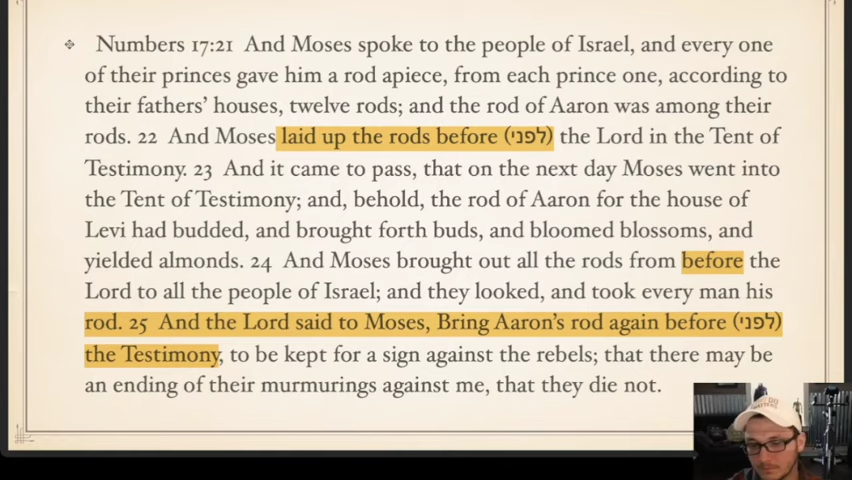 ❖ Numbers 17:21 And Moses spoke to the people of Israel, and every one
of their princes gave him a rod apiece, from each prince one, according to
their fathers’ houses, twelve rods; and the rod of Aaron was among their
rods. 22 And Moses laid up the rods before (לפני) the Lord in the Tent of
Testimony. 23 And it came to pass, that on the next day Moses went into
the Tent of Testimony; and, behold, the rod of Aaron for the house of
Levi had budded, and brought forth buds, and bloomed blossoms, and
yielded almonds. 24 And Moses brought out all the rods from before the
Lord to all the people of Israel; and they looked, and took every man his
rod. 25 And the Lord said to Moses, Bring Aaron’s rod again before (לפני)
the Testimony, to be kept for a sign against the rebels; that there may be
an ending of their murmurings against me, that they die not.